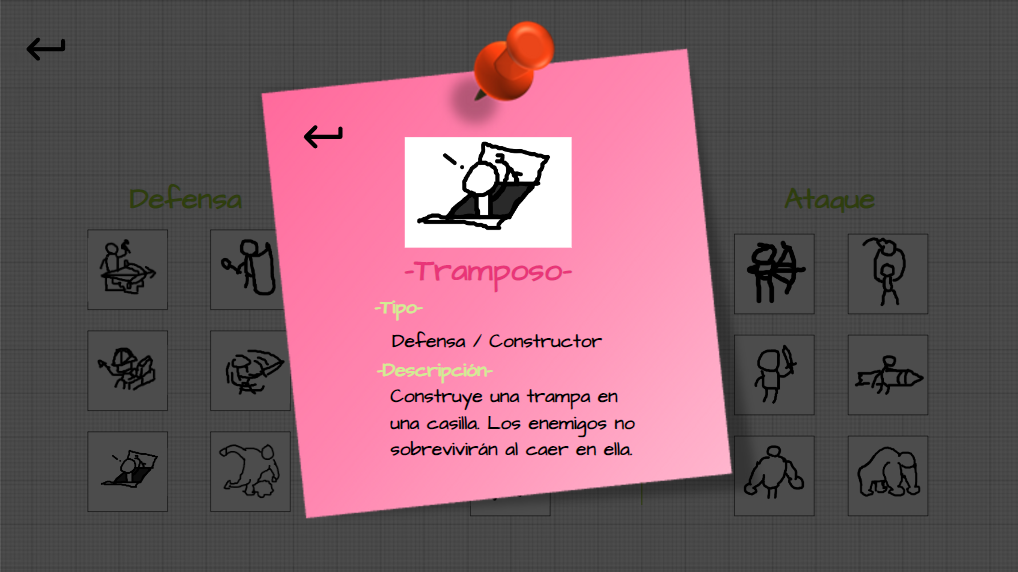 Defensa
Ataque
-Tramposo-
-Tipo-
Defensa / Constructor
-Descripción-
Construye una trampa en
una casilla. Los enemigos no
sobrevivirán al caer en ella.